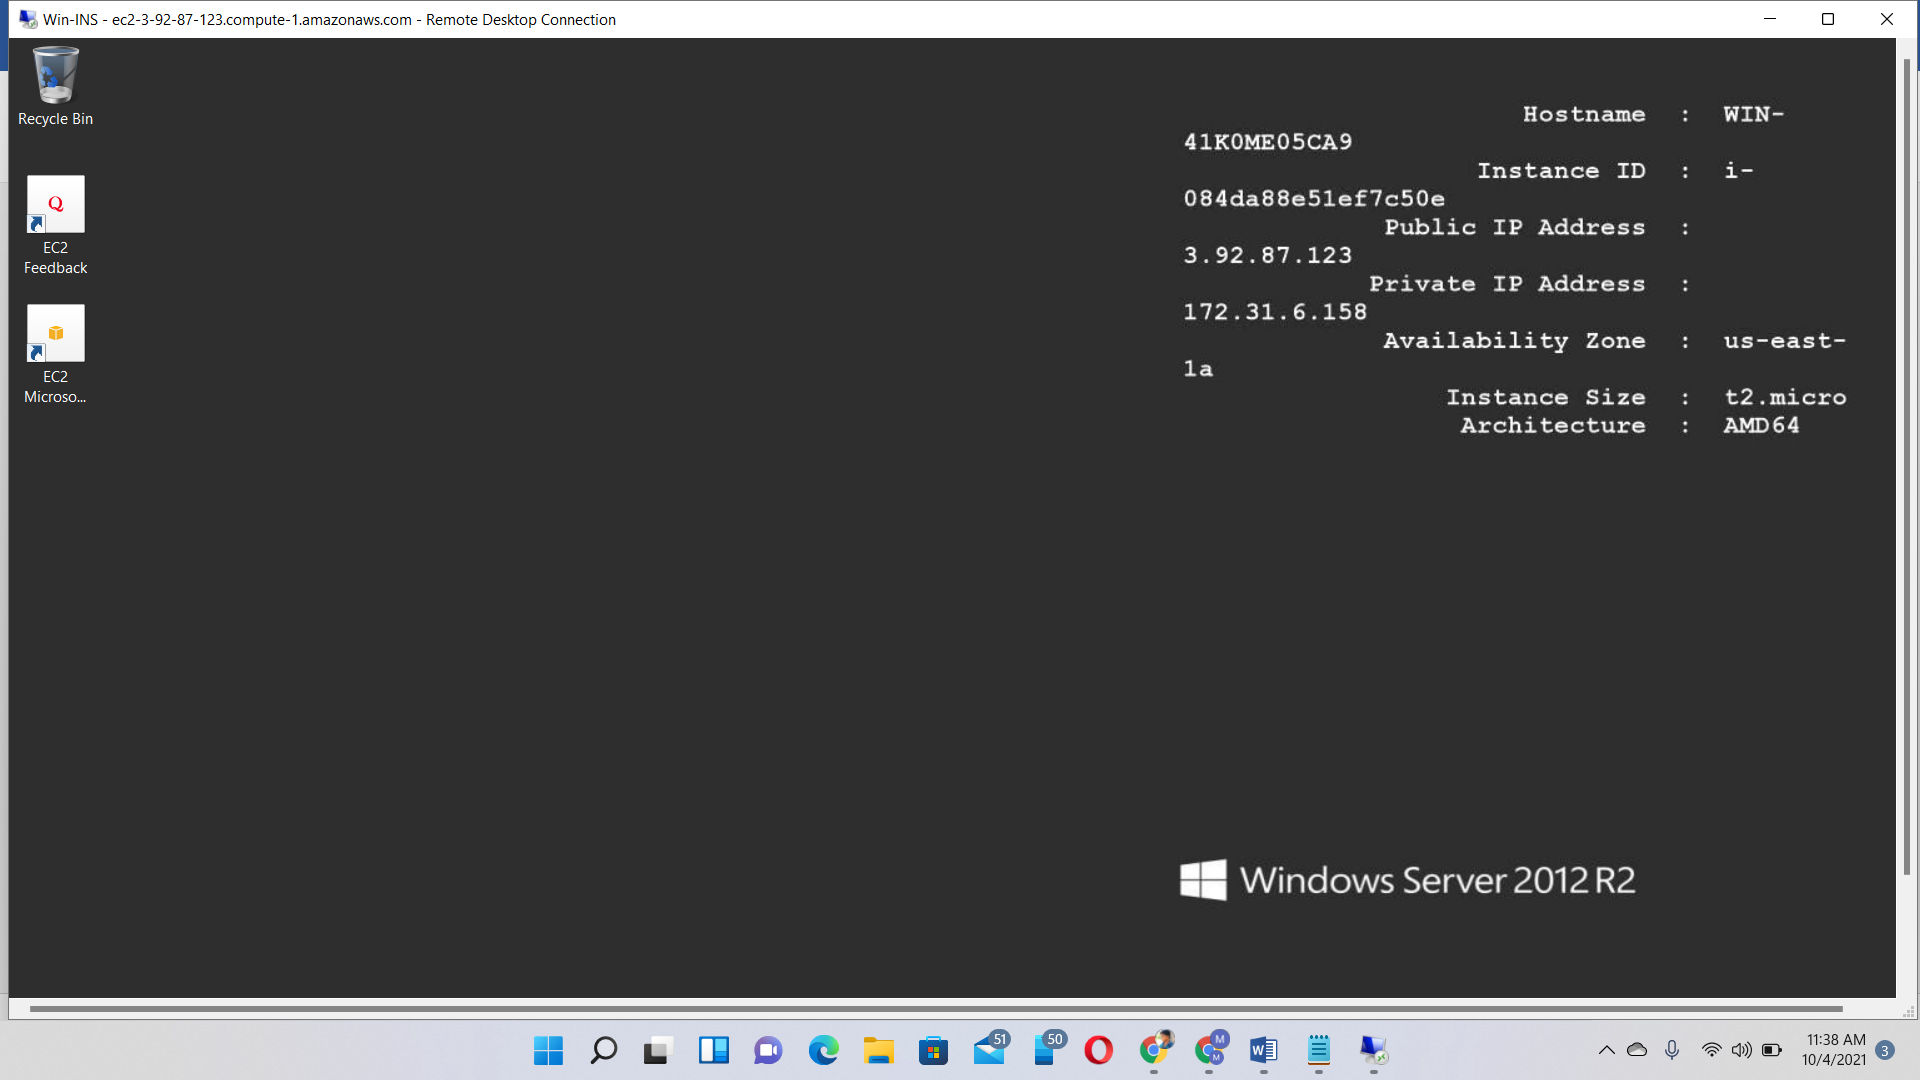 Win-INS - ec2-3-92-87-123.compute-1.amazonaws.com - Remote Desktop Connection
Recycle Bin
Q
EC2
Feedback
EC2
Microso...
Hostname : WIN-
41K0ME05CA9
Instance ID : i-
084da88e51ef7c50e
Public IP Address :
3.92.87.123
Private IP Address :
172.31.6.158
Availability Zone : us-east-
1a
Instance Size : t2.micro
Architecture : AMD64
Windows Server 2012 R2
51
50
M
M
W
11:38 AM
10/4/2021
3